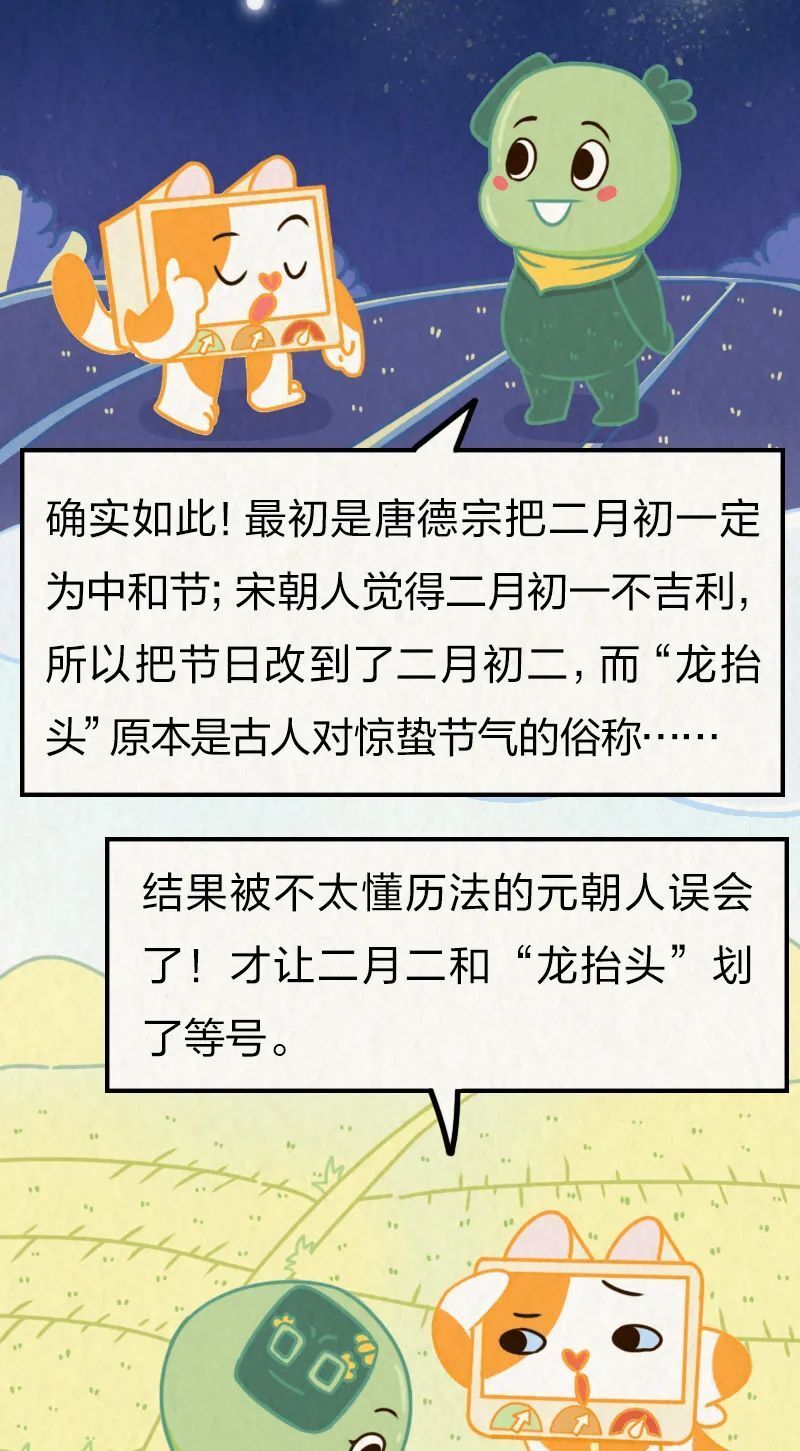 确实如此！最初是唐德宗把二月初一定
为中和节；宋朝人觉得二月初一不吉利，
所以把节日改到了二月初二，而“龙抬
头”原本是古人对惊蛰节气的俗称……
结果被不太懂历法的元朝人误会
了！才让二月二和“龙抬头”划
了等号。